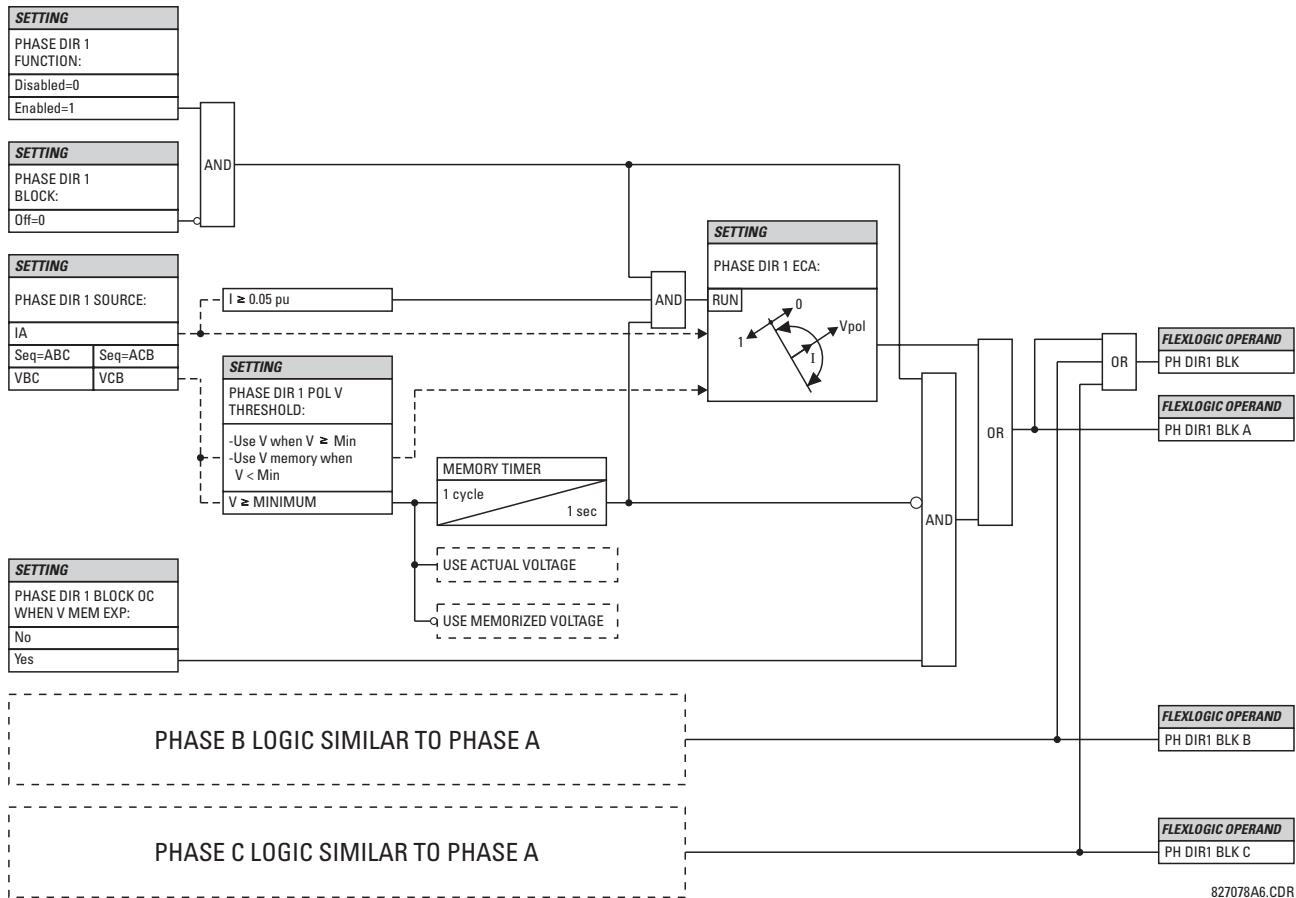 SETTING
PHASE DIR 1
FUNCTION:
Disabled=0
Enabled=1
SETTING
PHASE DIR 1
BLOCK:
Off=0
AND
SETTING
PHASE DIR 1 SOURCE:
IA
Seq=ABC Seq=ACB
VBC VCB
I ≥ 0.05 pu
SETTING
PHASE DIR 1 POL V
THRESHOLD:
-Use V when V ≥ Min
-Use V memory when
V < Min
V ≥ MINIMUM
MEMORY TIMER
1 cycle
1 sec
USE ACTUAL VOLTAGE
USE MEMORIZED VOLTAGE
AND
SETTING
PHASE DIR 1 ECA:
RUN
0
1
Vpol
I
SETTING
PHASE DIR 1 BLOCK OC
WHEN V MEM EXP:
No
Yes
AND
OR
OR
FLEXLOGIC OPERAND
PH DIR1 BLK
FLEXLOGIC OPERAND
PH DIR1 BLK A
PHASE B LOGIC SIMILAR TO PHASE A
FLEXLOGIC OPERAND
PH DIR1 BLK B
PHASE C LOGIC SIMILAR TO PHASE A
FLEXLOGIC OPERAND
PH DIR1 BLK C
827078A6.CDR